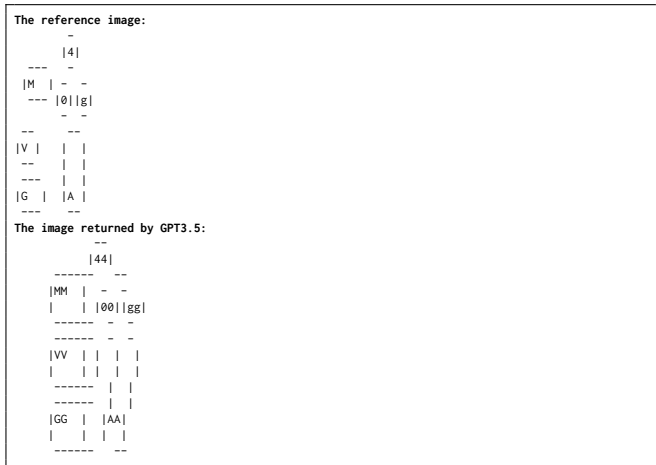 The reference image:
       -
      |4|
  ---  -
 |M  | -  -
  --- |0||g|
       -  -
 --     --
|V |   |  |
 --    |  |
 ---   |  |
|G  |  |A |
 ---    --
The image returned by GPT3.5:
          --
         |44|
     ------   --
    |MM  |  -  -
    |    | |00||gg|
     ------  -  -
     ------  -  -
    |VV  | |  |  |
    |    | |  |  |
     ------  |  |
     ------  |  |
    |GG  |  |AA|
    |    |  |  |
     ------   --